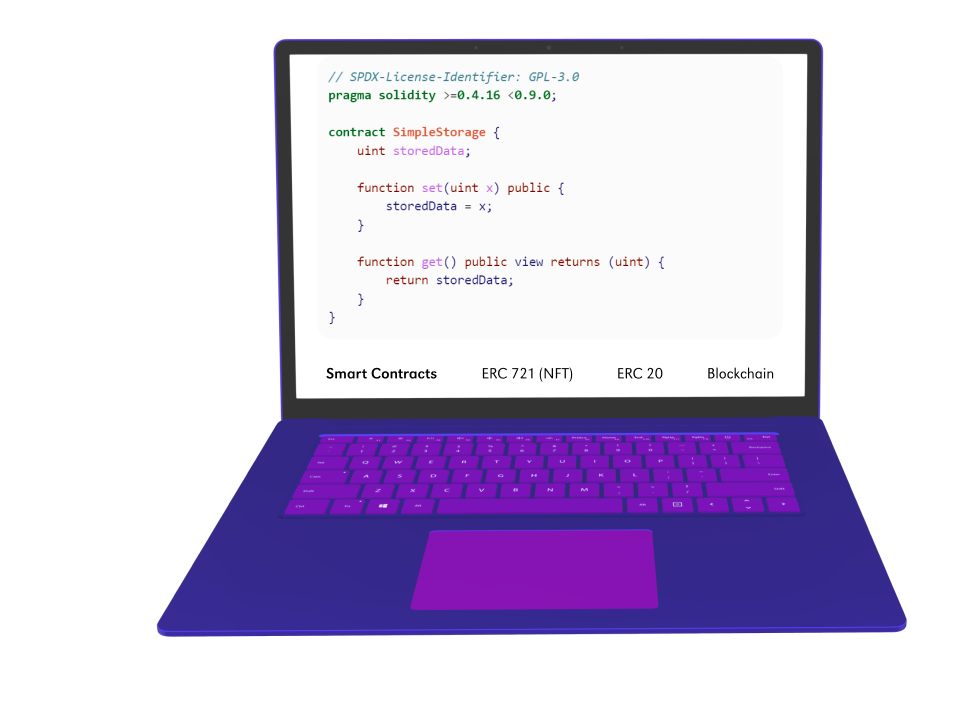 // SPDX-License-Identifier: GPL-3.0
pragma solidity >=0.4.16 <0.9.0;
contract SimpleStorage {
uint storedData;
function set(uint x) public {
storedData = x;
}
function get() public view returns (uint) {
return storedData;
}
}
Smart Contracts ERC 721 (NFT) ERC 20 Blockchain
Q W E R T Y U I O P
A S D F G H J K L
Z X C V B N M